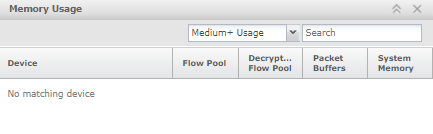 Memory Usage
Medium+ Usage Search
Device Flow Pool Decrypt... Flow Pool Packet Buffers System Memory
No matching device